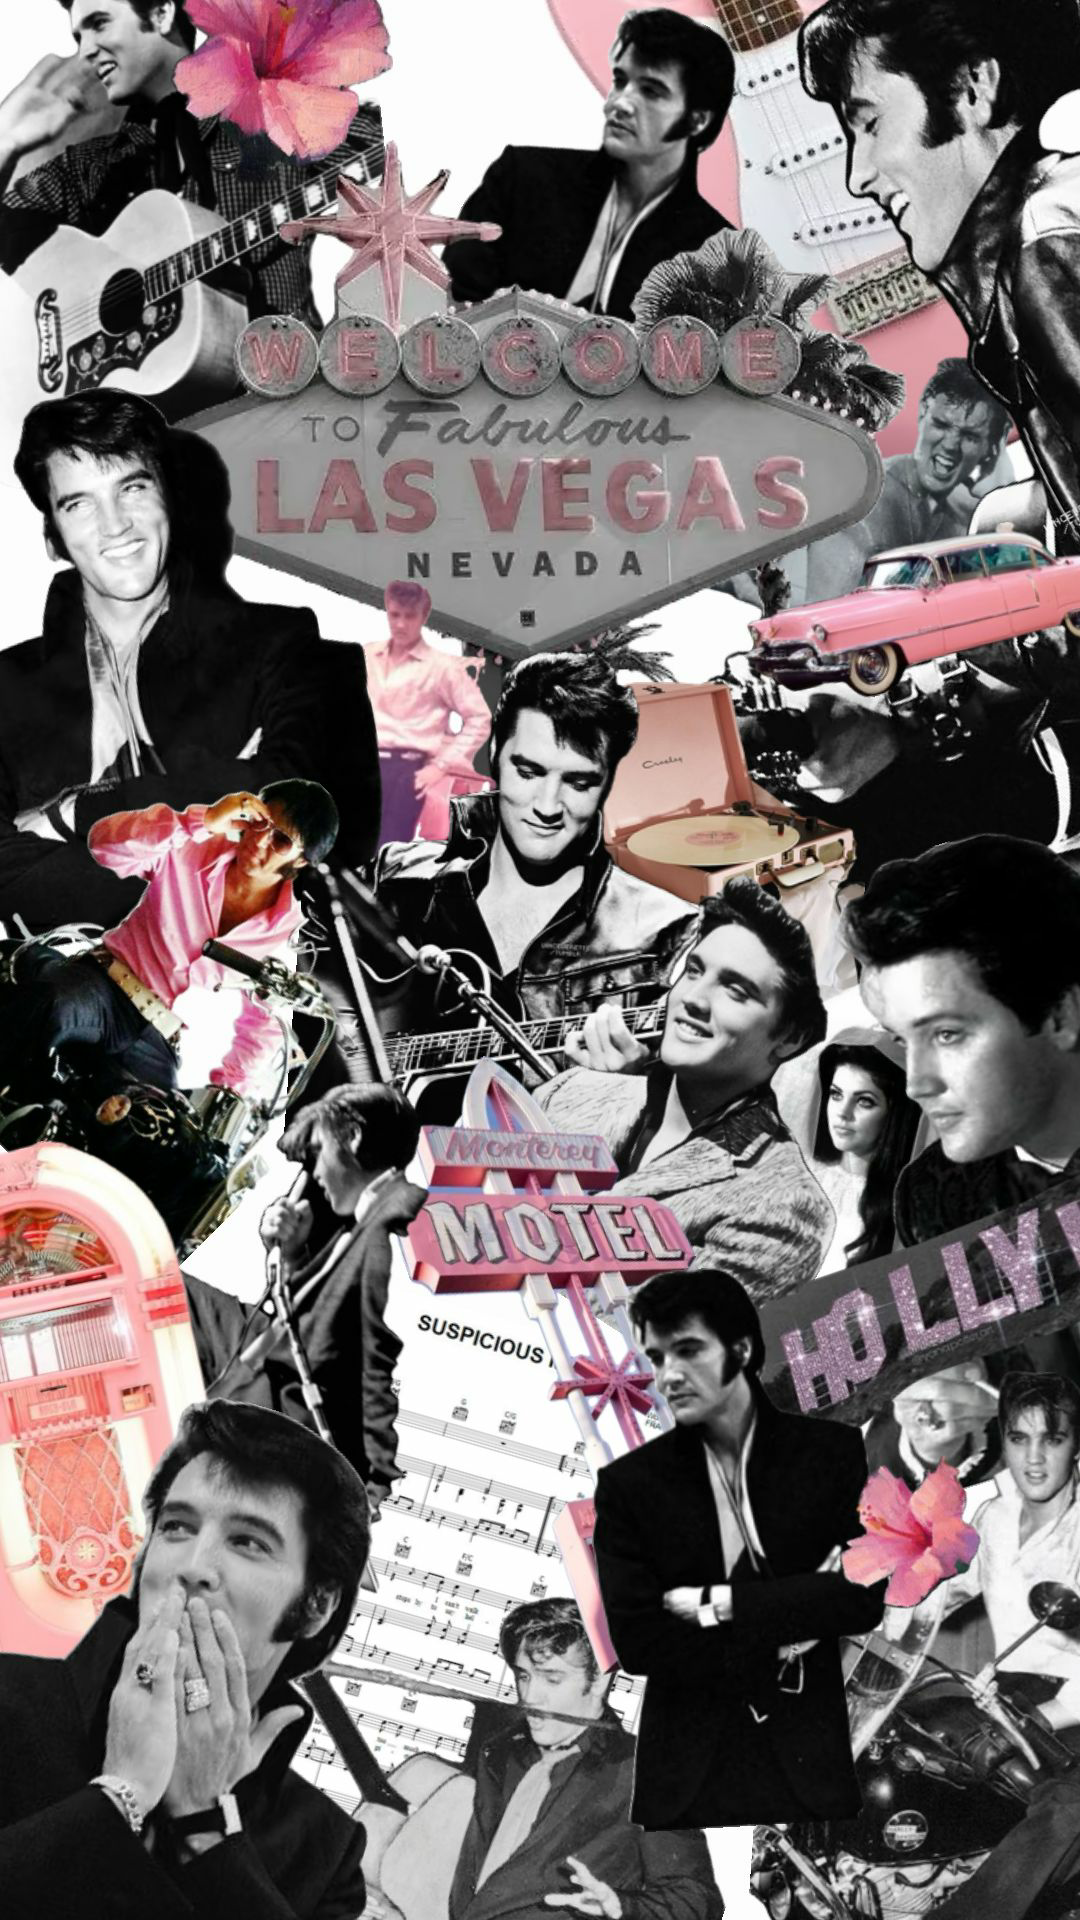 WELCOME
TO Fabulous
LAS VEGAS
NEVADA
Crosley
Monterey
MOTEL
HOLLY
SUSPICIOUS
G
C/G
C
F/C
C